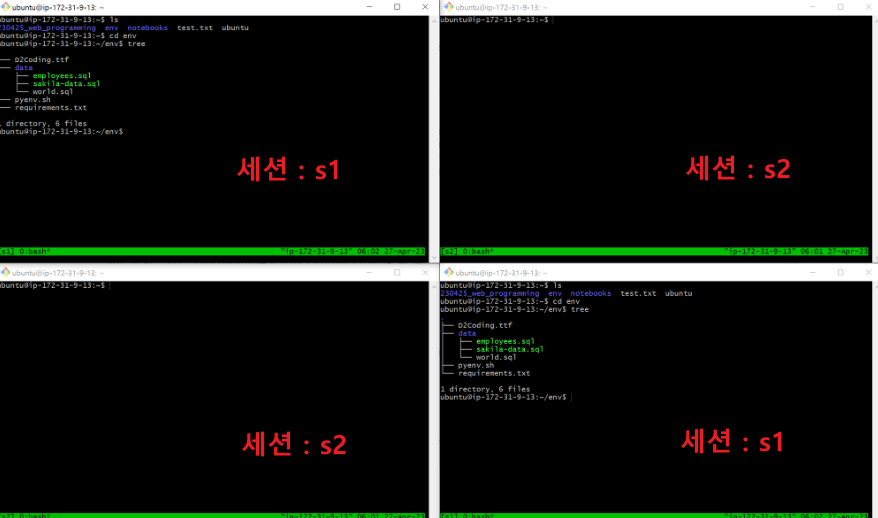 ubuntu@ip-172-31-9-13: ~
ubuntu@ip-172-31-9-13:~$ ls
230425_web_programming env notebooks test.txt ubuntu
ubuntu@ip-172-31-9-13:~$ cd env
ubuntu@ip-172-31-9-13:~/env$ tree
.
├── D2Coding.ttf
├── data
│   ├── employees.sql
│   ├── sakila-data.sql
│   └── world.sql
├── pyenv.sh
└── requirements.txt
1 directory, 6 files
ubuntu@ip-172-31-9-13:~/env$
세션 : s1
[s1] 0:bash* "ip-172-31-9-13" 06:02 27-Apr-23
ubuntu@ip-172-31-9-13: ~
ubuntu@ip-172-31-9-13:~$
세션 : s2
[s2] 0:bash* "ip-172-31-9-13" 06:01 27-Apr-23
ubuntu@ip-172-31-9-13: ~
ubuntu@ip-172-31-9-13:~$
세션 : s2
[s2] 0:bash* "ip-172-31-9-13" 06:01 27-Apr-23
ubuntu@ip-172-31-9-13: ~
ubuntu@ip-172-31-9-13:~$ ls
230425_web_programming env notebooks test.txt ubuntu
ubuntu@ip-172-31-9-13:~$ cd env
ubuntu@ip-172-31-9-13:~/env$ tree
.
├── D2Coding.ttf
├── data
│   ├── employees.sql
│   ├── sakila-data.sql
│   └── world.sql
├── pyenv.sh
└── requirements.txt
1 directory, 6 files
ubuntu@ip-172-31-9-13:~/env$
세션 : s1
[s1] 0:bash* "ip-172-31-9-13" 06:02 27-Apr-23